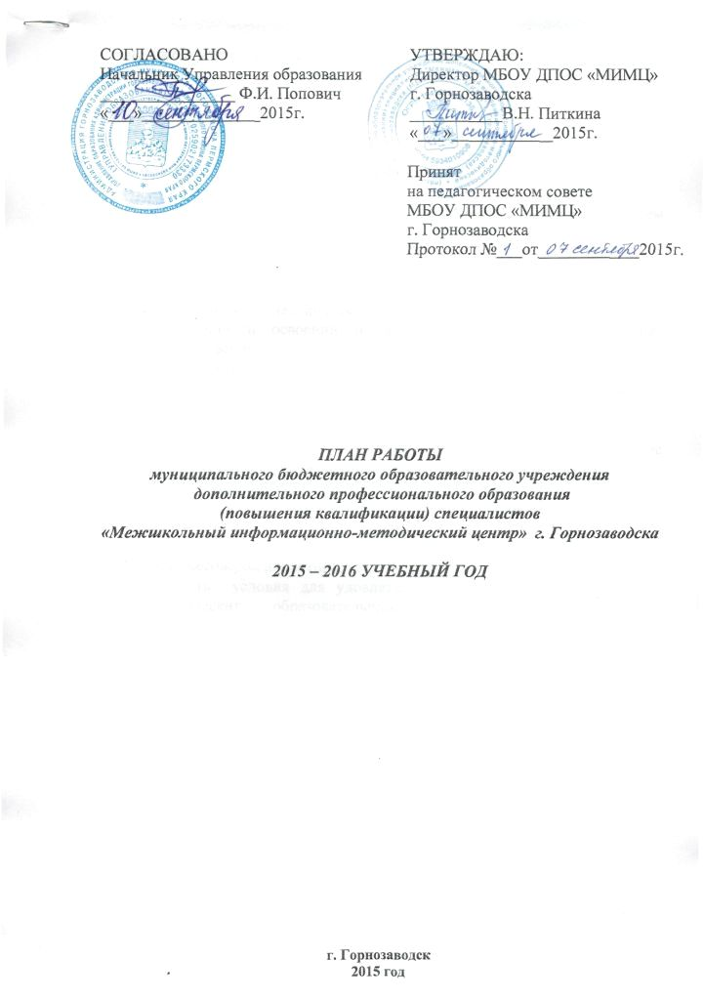 СОГЛАСОВАНО
Начальник Управления образования
Ф.И. Попович
«10» сентября 2015г.
УТВЕРЖДАЮ:
Директор МБОУ ДПОС «МИМЦ»
г. Горнозаводска
В.Н. Питкина
«07» сентября 2015г.
Принят
на педагогическом совете
МБОУ ДПОС «МИМЦ»
г. Горнозаводска
Протокол № 1 от 07 сентября 2015г.
ПЛАН РАБОТЫ
муниципального бюджетного образовательного учреждения
дополнительного профессионального образования
(повышения квалификации) специалистов
«Межшкольный информационно-методический центр» г. Горнозаводска
2015 – 2016 УЧЕБНЫЙ ГОД
г. Горнозаводск
2015 год